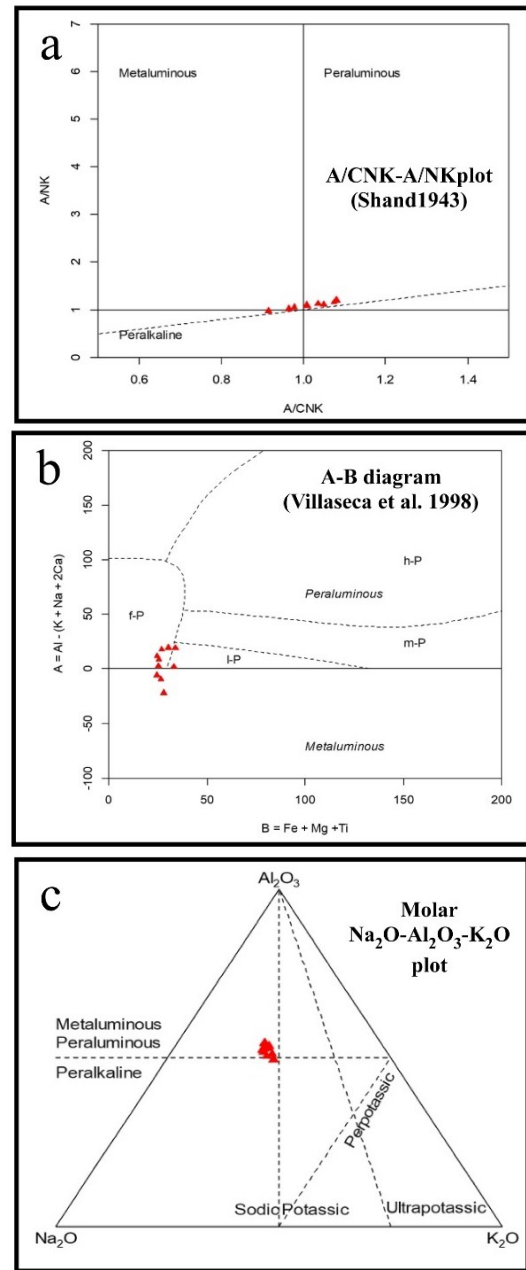 a
7
6
5
4
3
2
1
0
A/NK
Metaluminous
Peraluminous
A/CNK-A/NKplot
(Shand1943)
Peralkaline
0.6 0.8 1.0 1.2 1.4
A/CNK
b
200
150
100
50
0
-50
-100
A = Al - (K + Na + 2Ca)
A-B diagram
(Villaseca et al. 1998)
h-P
Peraluminous
f-P
m-P
l-P
Metaluminous
0 50 100 150 200
B = Fe + Mg +Ti
c
Al2O3
Molar
Na2O-Al2O3-K2O
plot
Metaluminous
Peraluminous
Peralkaline
Perpotassic
Sodic Potassic Ultrapotassic
Na2O K2O